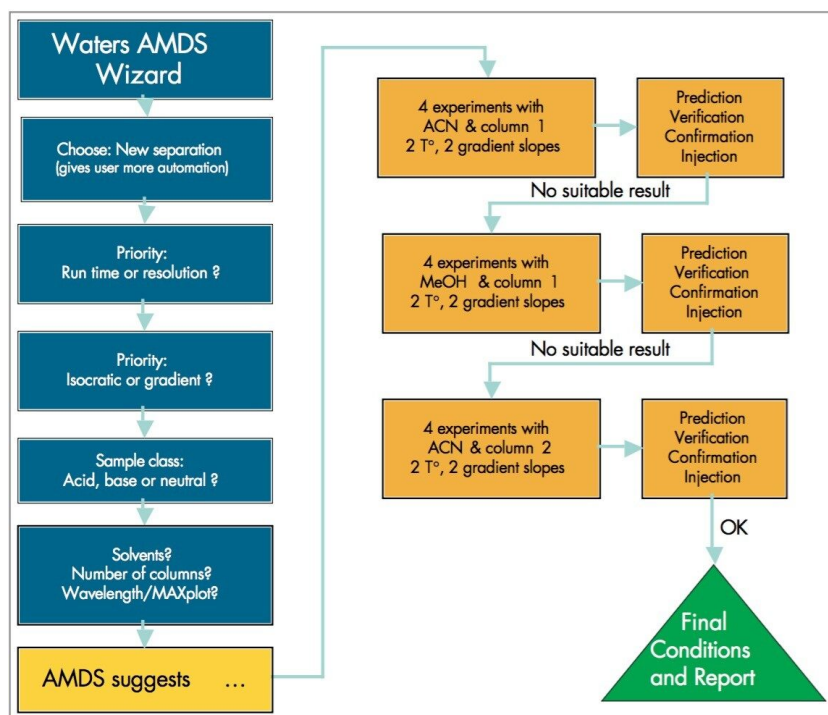 Waters AMDS
Wizard
Choose: New separation
(gives user more automation)
Priority:
Run time or resolution ?
Priority:
Isocratic or gradient ?
Sample class:
Acid, base or neutral ?
Solvents?
Number of columns?
Wavelength/MAXplot?
AMDS suggests ...
4 experiments with
ACN & column 1
2 T°, 2 gradient slopes
Prediction
Verification
Confirmation
Injection
No suitable result
4 experiments with
MeOH & column 1
2 T°, 2 gradient slopes
Prediction
Verification
Confirmation
Injection
No suitable result
4 experiments with
ACN & column 2
2 T°, 2 gradient slopes
Prediction
Verification
Confirmation
Injection
OK
Final
Conditions
and Report